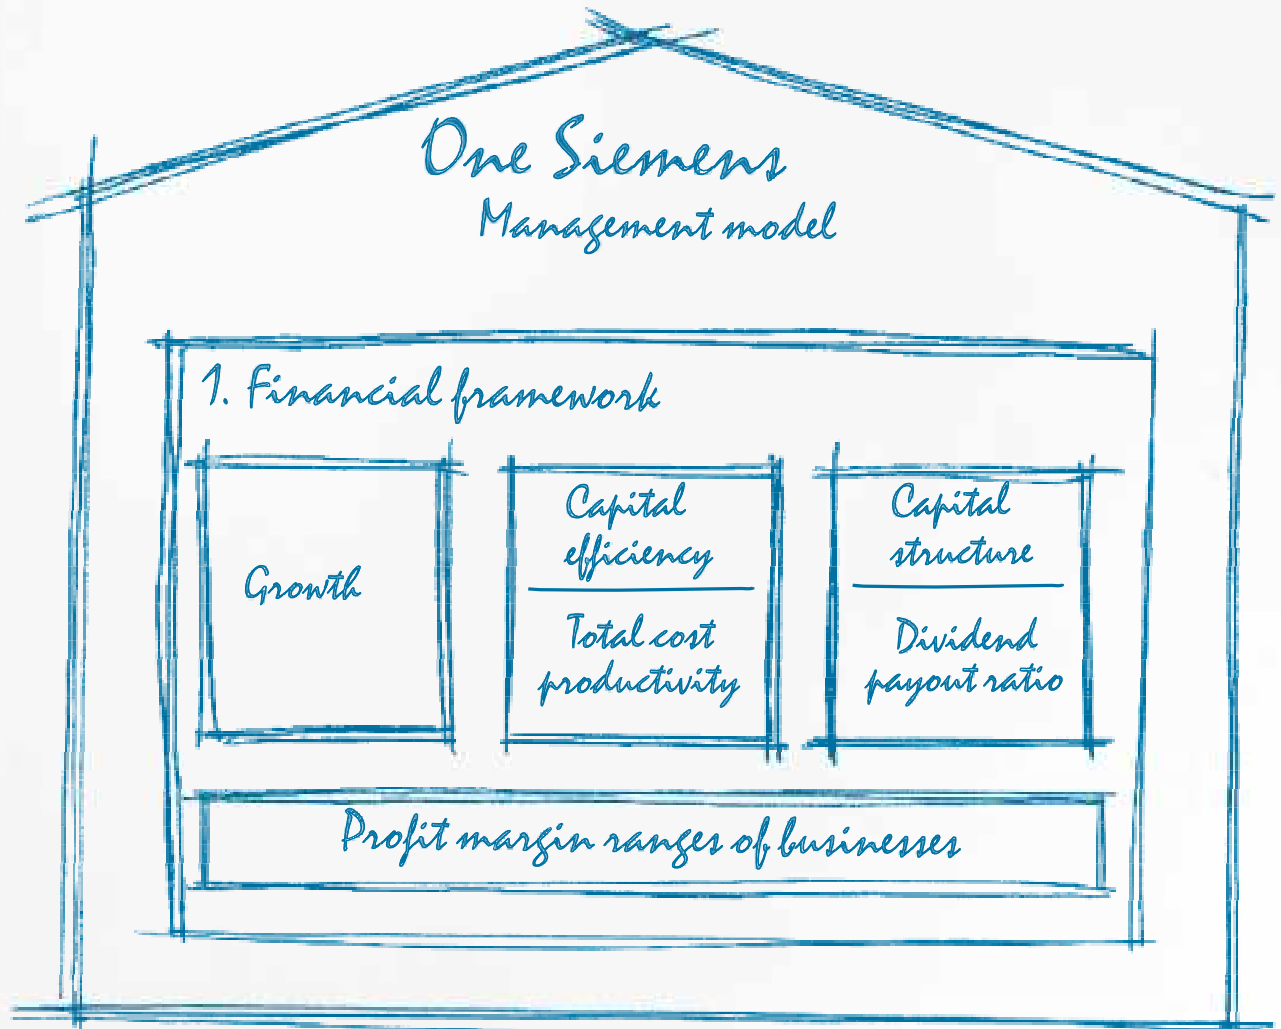 One Siemens
Management model
1. Financial framework
Growth
Capital
efficiency
Total cost
productivity
Capital
structure
Dividend
payout ratio
Profit margin ranges of businesses